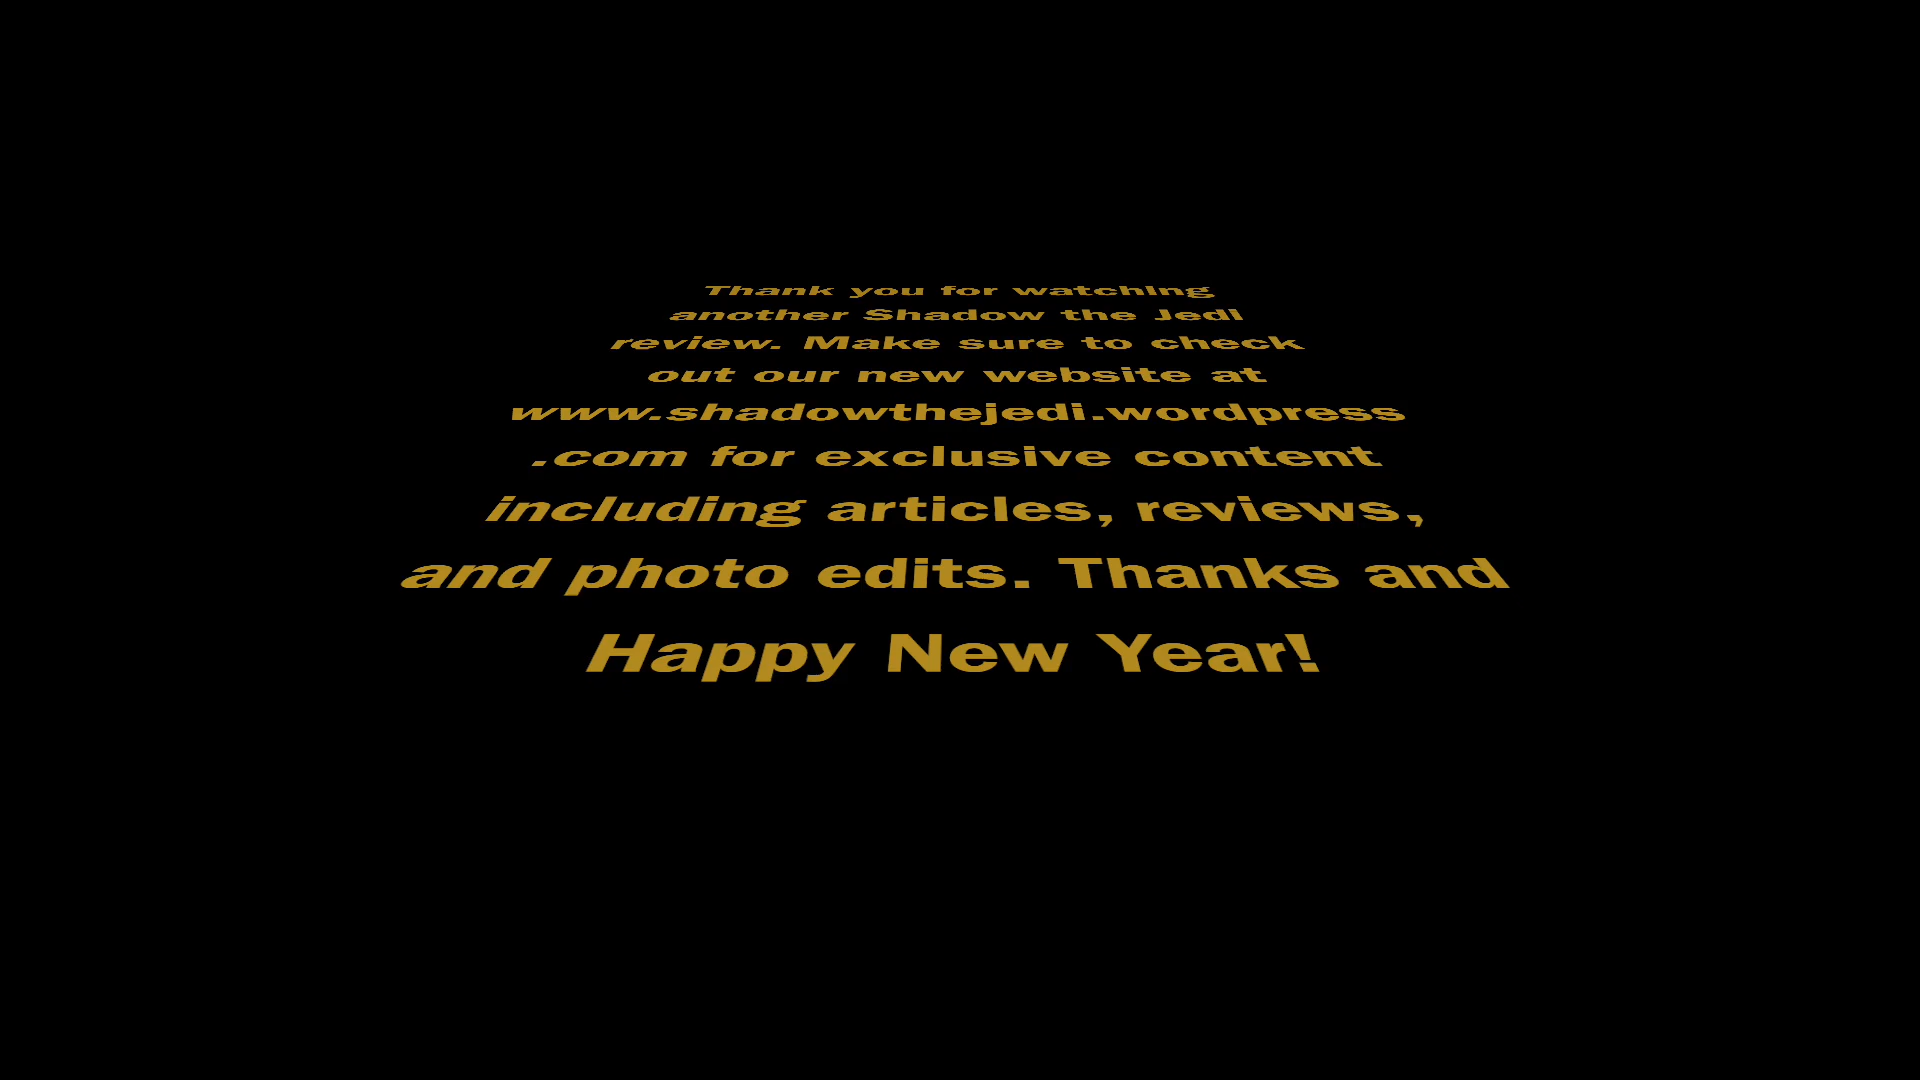 Thank you for watching
another Shadow the Jedi
review. Make sure to check
out our new website at
www.shadowthejedi.wordpress
.com for exclusive content
including articles, reviews,
and photo edits. Thanks and
Happy New Year!